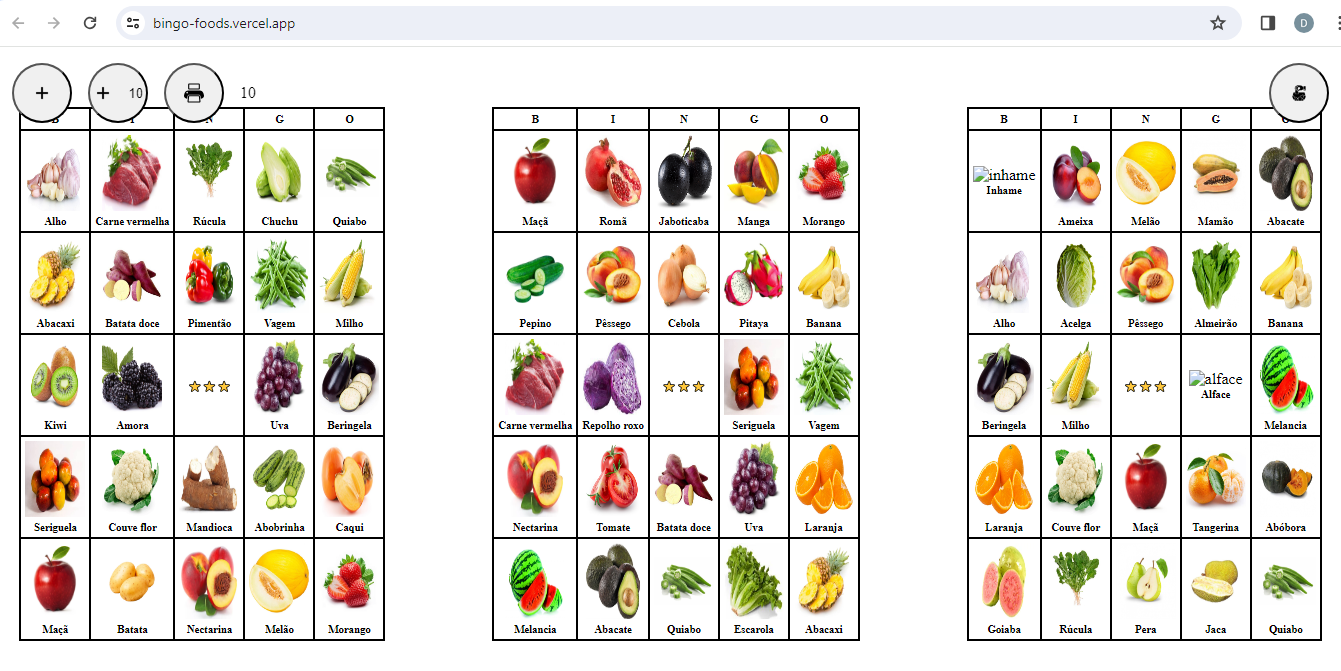 bingo-foods.vercel.app
D
+
+ 10
10
B I N G O
Alho Carne vermelha Rúcula Chuchu Quiabo
Abacaxi Batata doce Pimentão Vagem Milho
Kiwi Amora Uva Beringela
Seriguela Couve flor Mandioca Abobrinha Caqui
Maçã Batata Nectarina Melão Morango
B I N G O
Maçã Romã Jaboticaba Manga Morango
Pepino Pêssego Cebola Pitaya Banana
Carne vermelha Repolho roxo Seriguela Vagem
Nectarina Tomate Batata doce Uva Laranja
Melancia Abacate Quiabo Escarola Abacaxi
B I N G O
inhame
Inhame Ameixa Melão Mamão Abacate
Alho Acelga Pêssego Almeirão Banana
alface
Beringela Milho Alface Melancia
Laranja Couve flor Maçã Tangerina Abóbora
Goiaba Rúcula Pera Jaca Quiabo